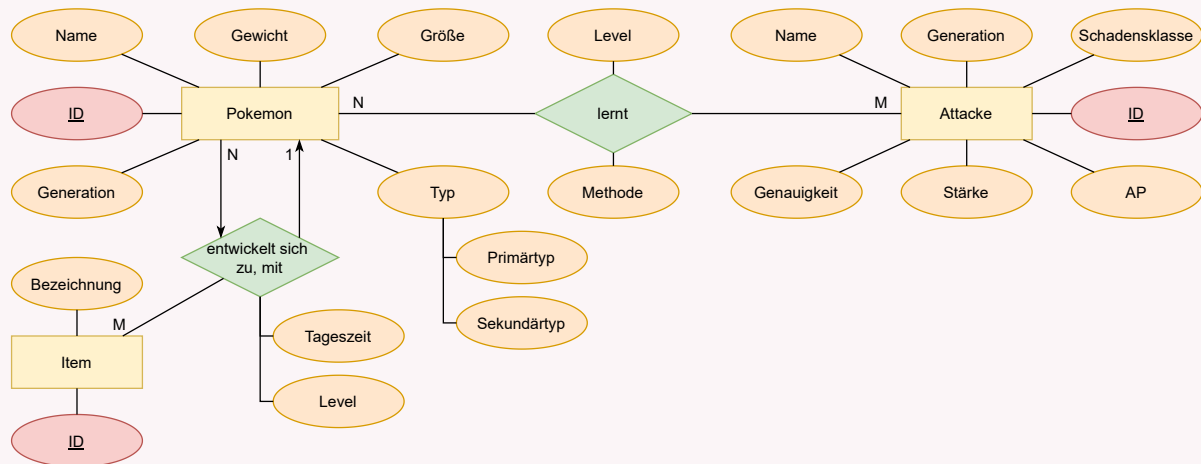 Name
Gewicht
Größe
Level
Name
Generation
Schadensklasse
ID
Pokemon
N
lernt
M
Attacke
ID
Generation
N
1
Typ
Methode
Genauigkeit
Stärke
AP
entwickelt sich
zu, mit
Primärtyp
Bezeichnung
M
Sekundärtyp
Tageszeit
Item
Level
ID